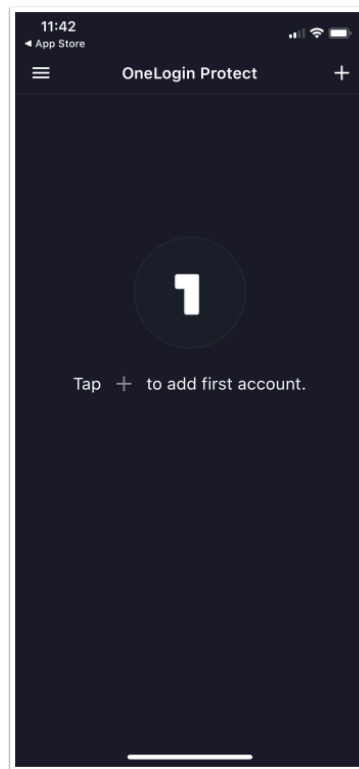 11:42
◀ App Store
OneLogin Protect +
1
Tap + to add first account.